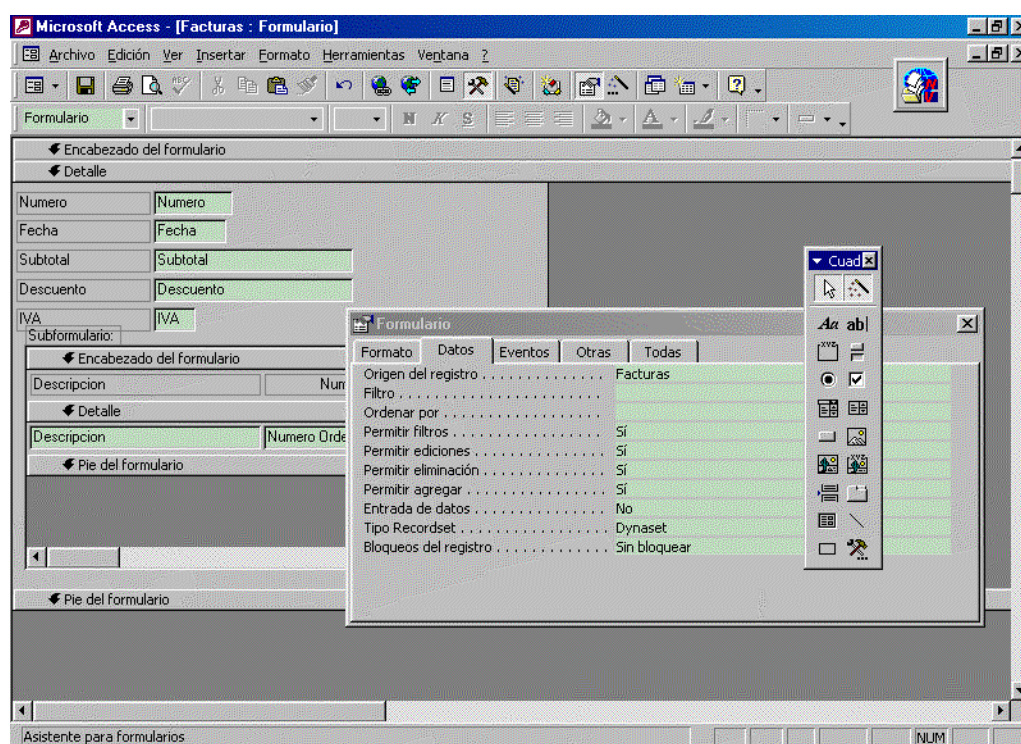 Microsoft Access - [Facturas : Formulario]
Archivo Edición Ver Insertar Formato Herramientas Ventana ?
ABC
Formulario N K S A
Encabezado del formulario
Detalle
Numero Numero
Fecha Fecha
Subtotal Subtotal
Descuento Descuento
IVA IVA
Subformulario:
Encabezado del formulario
Descripcion Num
Detalle
Descripcion Numero Orde
Pie del formulario
Pie del formulario
Formulario
Formato Datos Eventos Otras Todas
Origen del registro . . . . . . . . . . . . . . . Facturas
Filtro . . . . . . . . . . . . . . . . . . . . . . . .
Ordenar por . . . . . . . . . . . . . . . . . . .
Permitir filtros . . . . . . . . . . . . . . . . . . Sí
Permitir ediciones . . . . . . . . . . . . . . . Sí
Permitir eliminación . . . . . . . . . . . . . . Sí
Permitir agregar . . . . . . . . . . . . . . . . . Sí
Entrada de datos . . . . . . . . . . . . . . . . No
Tipo Recordset . . . . . . . . . . . . . . . . . Dynaset
Bloqueos del registro . . . . . . . . . . . . . Sin bloquear
Cuad
Aa ab|
XYZ
XYZ
Asistente para formularios NUM